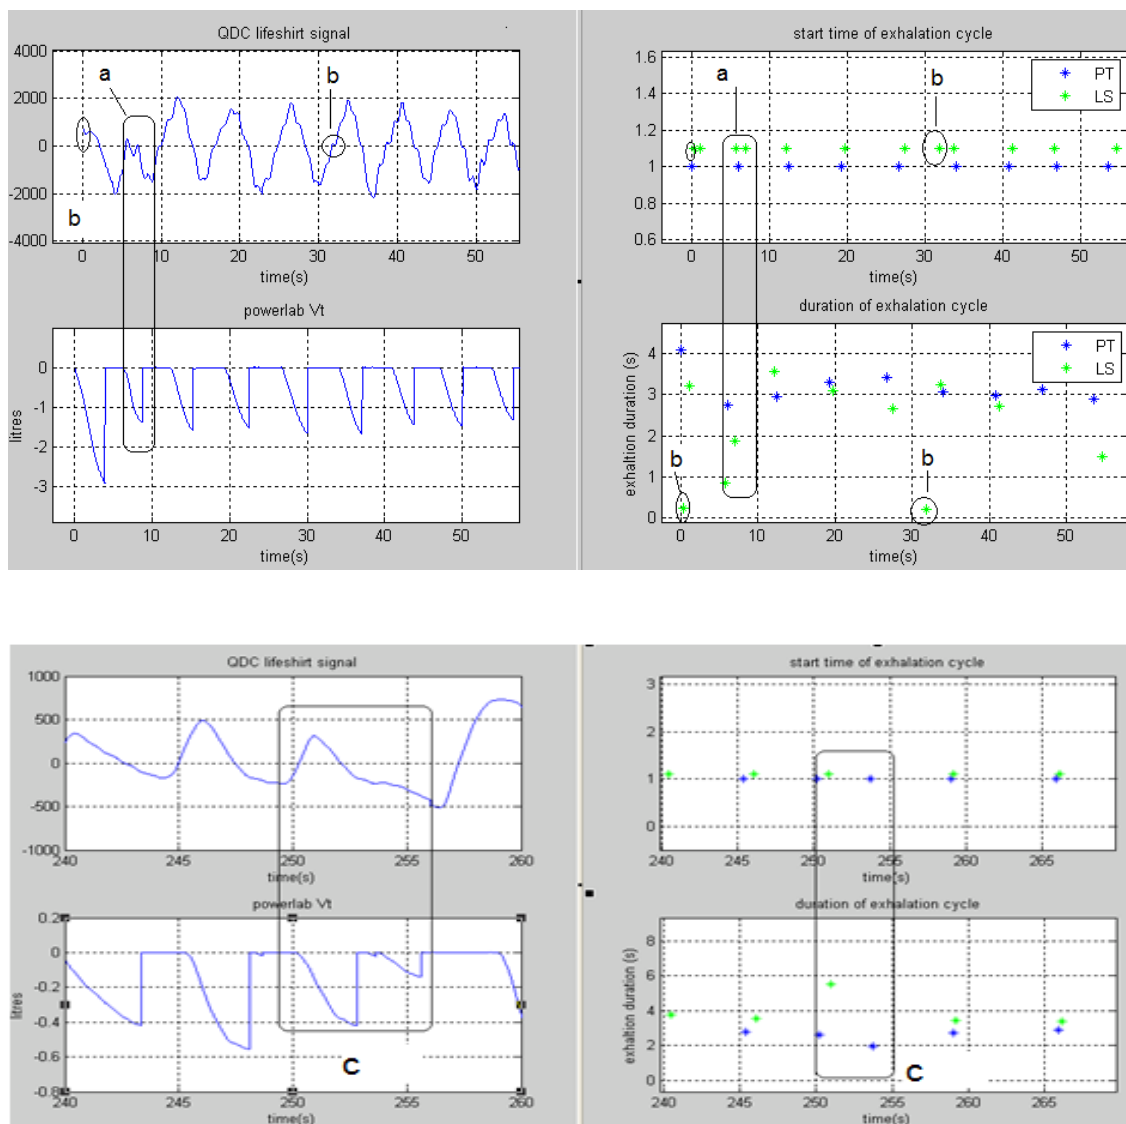 QDC lifeshirt signal
4000
2000
0
-2000
-4000
a
b
b
0 10 20 30 40 50
time(s)
start time of exhalation cycle
1.6
1.4
1.2
1
0.8
0.6
a
b
PT
LS
0 10 20 30 40 50
time(s)
powerlab Vt
litres
0
-1
-2
-3
0 10 20 30 40 50
time(s)
duration of exhalation cycle
exhaltion duration (s)
4
3
2
1
0
b
b
PT
LS
0 10 20 30 40 50
time(s)
QDC lifeshirt signal
1000
500
0
-500
-1000
240 245 250 255 260
time(s)
start time of exhalation cycle
3
2
1
0
240 245 250 255 260 265
time(s)
powerlab Vt
litres
0.2
0
-0.2
-0.4
-0.6
-0.8
C
240 245 250 255 260
time(s)
duration of exhalation cycle
exhaltion duration (s)
8
6
4
2
0
C
240 245 250 255 260 265
time(s)